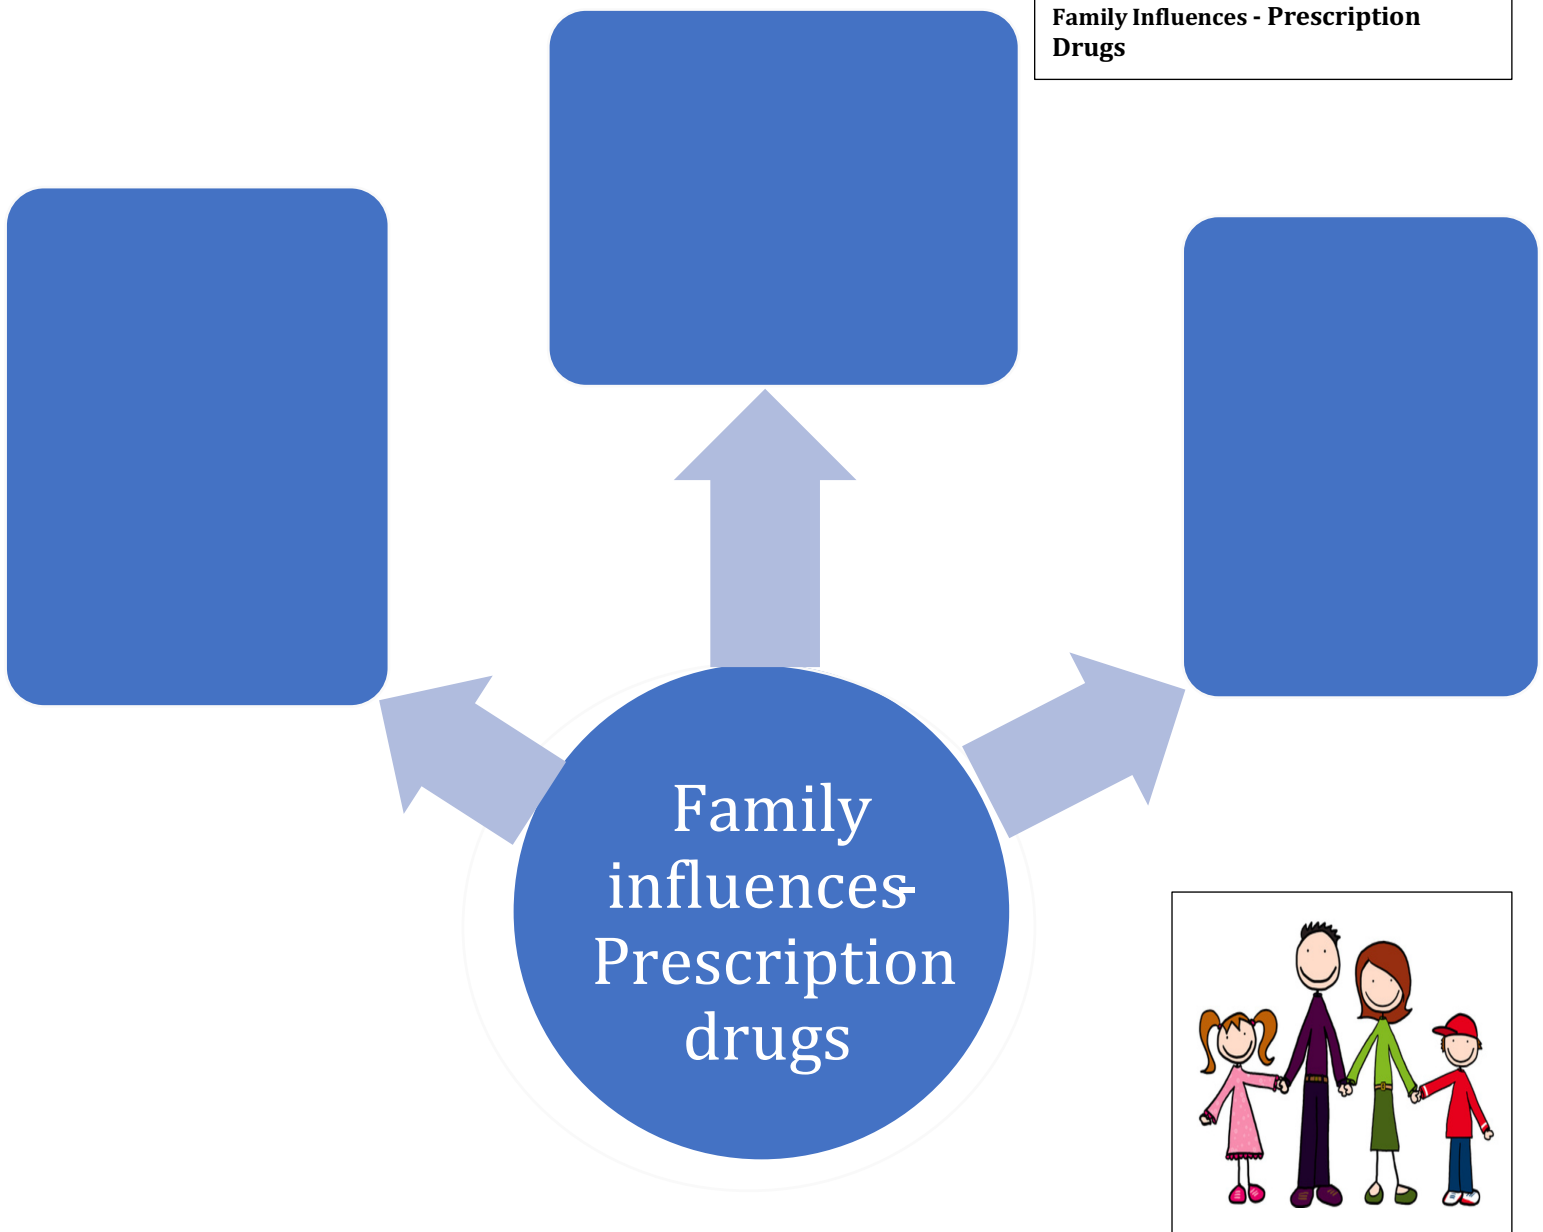 Family Influences - Prescription
Drugs
Family
influences-
Prescription
drugs